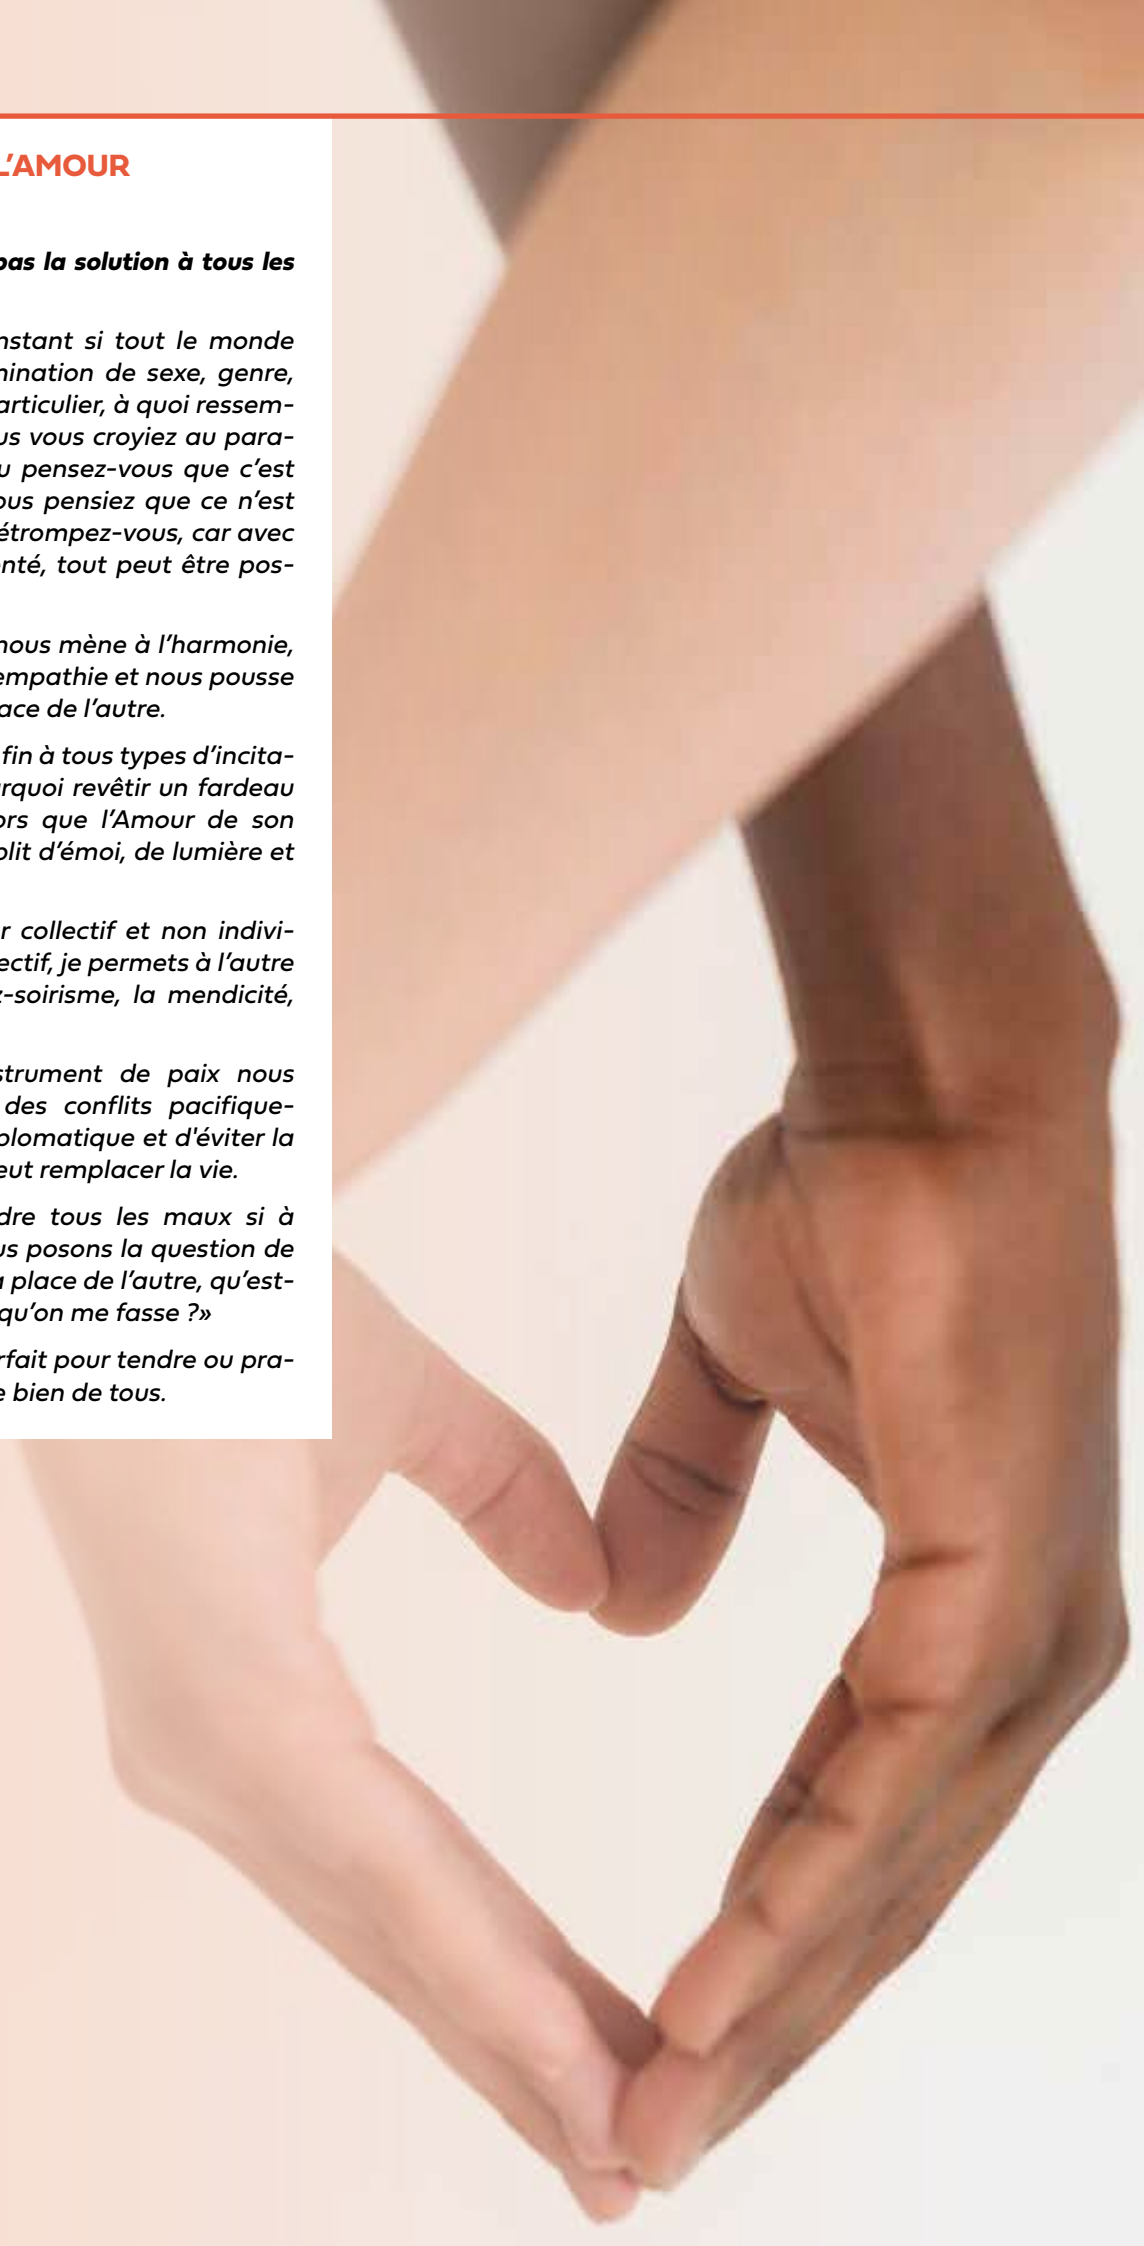 L'AMOUR
pas la solution à tous les
nstant si tout le monde
nination de sexe, genre,
articulier, à quoi ressem-
us vous croyiez au para-
u pensez-vous que c'est
ous pensiez que ce n'est
étrompez-vous, car avec
enté, tout peut être pos-
nous mène à l'harmonie,
empathie et nous pousse
ace de l'autre.
fin à tous types d'incita-
rquoi revêtir un fardeau
ors que l'Amour de son
plit d'émoi, de lumière et
r collectif et non indivi-
ectif, je permets à l'autre
z-soirisme, la mendicité,
strument de paix nous
des conflits pacifique-
plomatique et d'éviter la
eut remplacer la vie.
dre tous les maux si à
us posons la question de
a place de l'autre, qu'est-
qu'on me fasse ?»
rfait pour tendre ou pra-
e bien de tous.